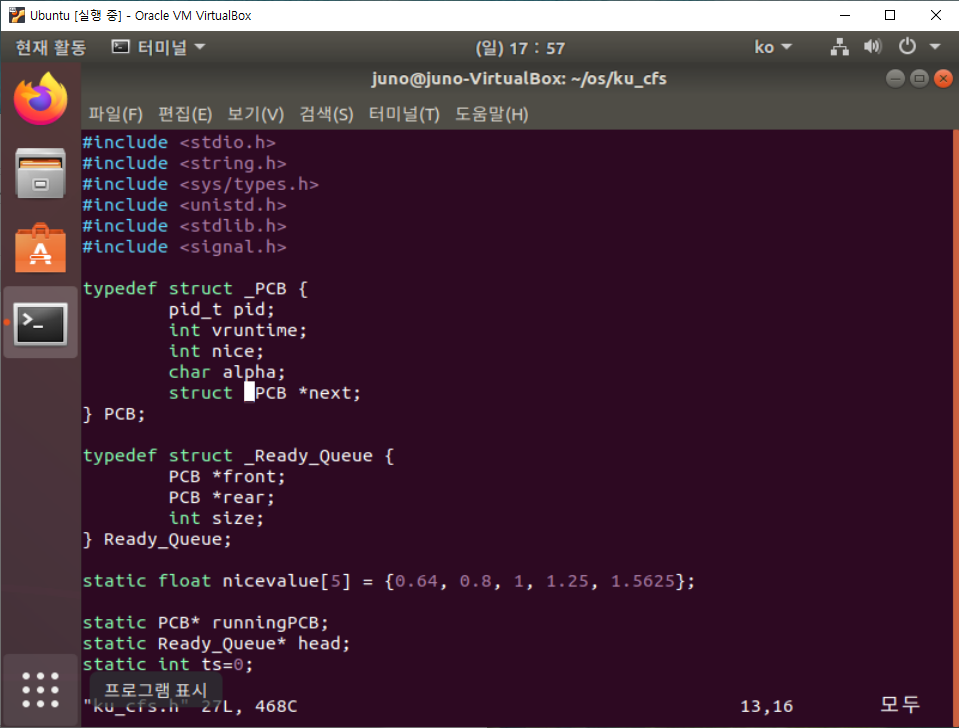 Ubuntu [실행 중] - Oracle VM VirtualBox
현재 활동 터미널 (일) 17 : 57 ko
juno@juno-VirtualBox: ~/os/ku_cfs
파일(F) 편집(E) 보기(V) 검색(S) 터미널(T) 도움말(H)
#include <stdio.h>
#include <string.h>
#include <sys/types.h>
#include <unistd.h>
#include <stdlib.h>
#include <signal.h>
typedef struct _PCB {
pid_t pid;
int vruntime;
int nice;
char alpha;
struct _PCB *next;
} PCB;
typedef struct _Ready_Queue {
PCB *front;
PCB *rear;
int size;
} Ready_Queue;
static float nicevalue[5] = {0.64, 0.8, 1, 1.25, 1.5625};
static PCB* runningPCB;
static Ready_Queue* head;
static int ts=0;
프로그램 표시
"ku_cfs.h" 27L, 468C 13,16 모두